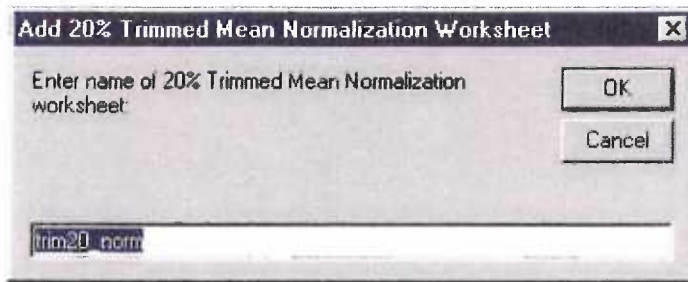 Add 20% Trimmed Mean Normalization Worksheet
Enter name of 20% Trimmed Mean Normalization
worksheet:
OK
Cancel
trim20_norm